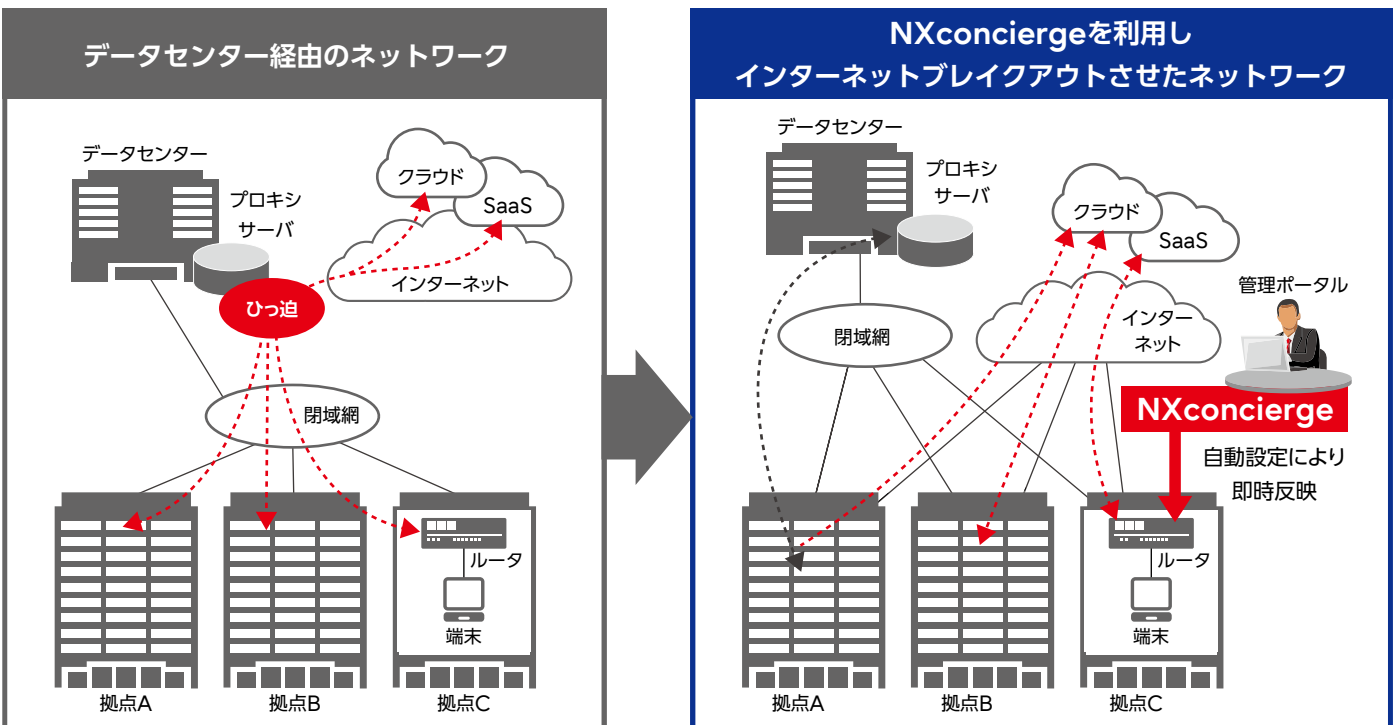 データセンター経由のネットワーク
データセンター
プロキシ
サーバ
クラウド
SaaS
インターネット
ひっ迫
閉域網
ルータ
端末
拠点A
拠点B
拠点C
NXconciergeを利用し
インターネットブレイクアウトさせたネットワーク
データセンター
プロキシ
サーバ
クラウド
SaaS
管理ポータル
インター
ネット
閉域網
NXconcierge
自動設定により
即時反映
ルータ
端末
拠点A
拠点B
拠点C